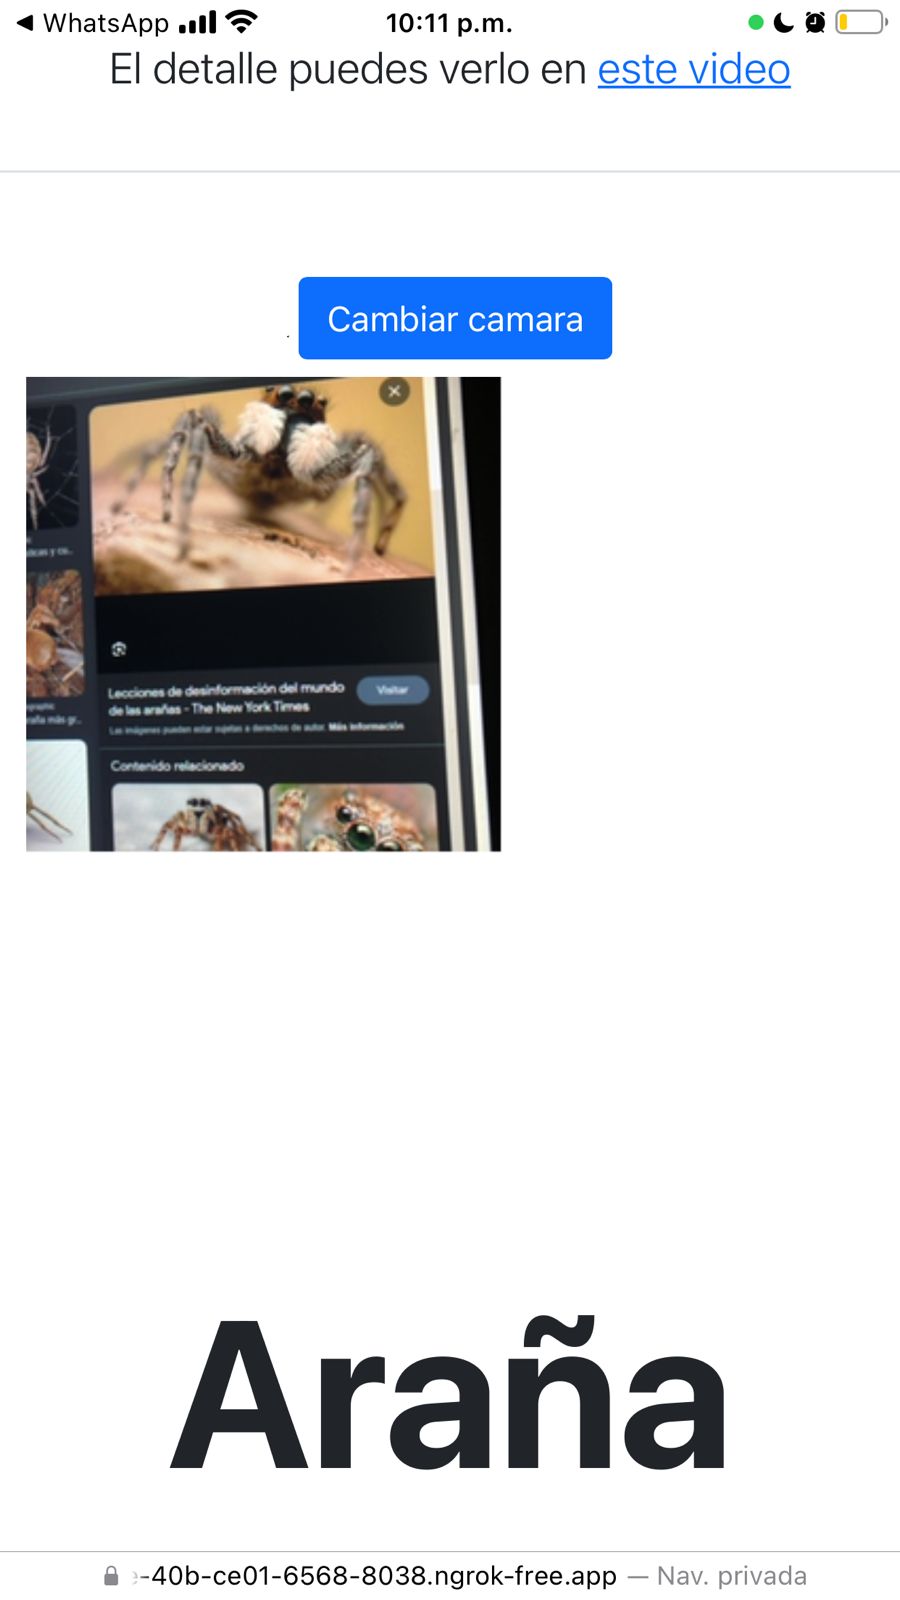 WhatsApp
10:11 p.m.
El detalle puedes verlo en este video
Cambiar camara
Lecciones de desinformación del mundo
de las arañas - The New York Times
Visitar
Las imágenes pueden estar sujetas a derechos de autor. Más información
Contenido relacionado
Araña
-40b-ce01-6568-8038.ngrok-free.app — Nav. privada